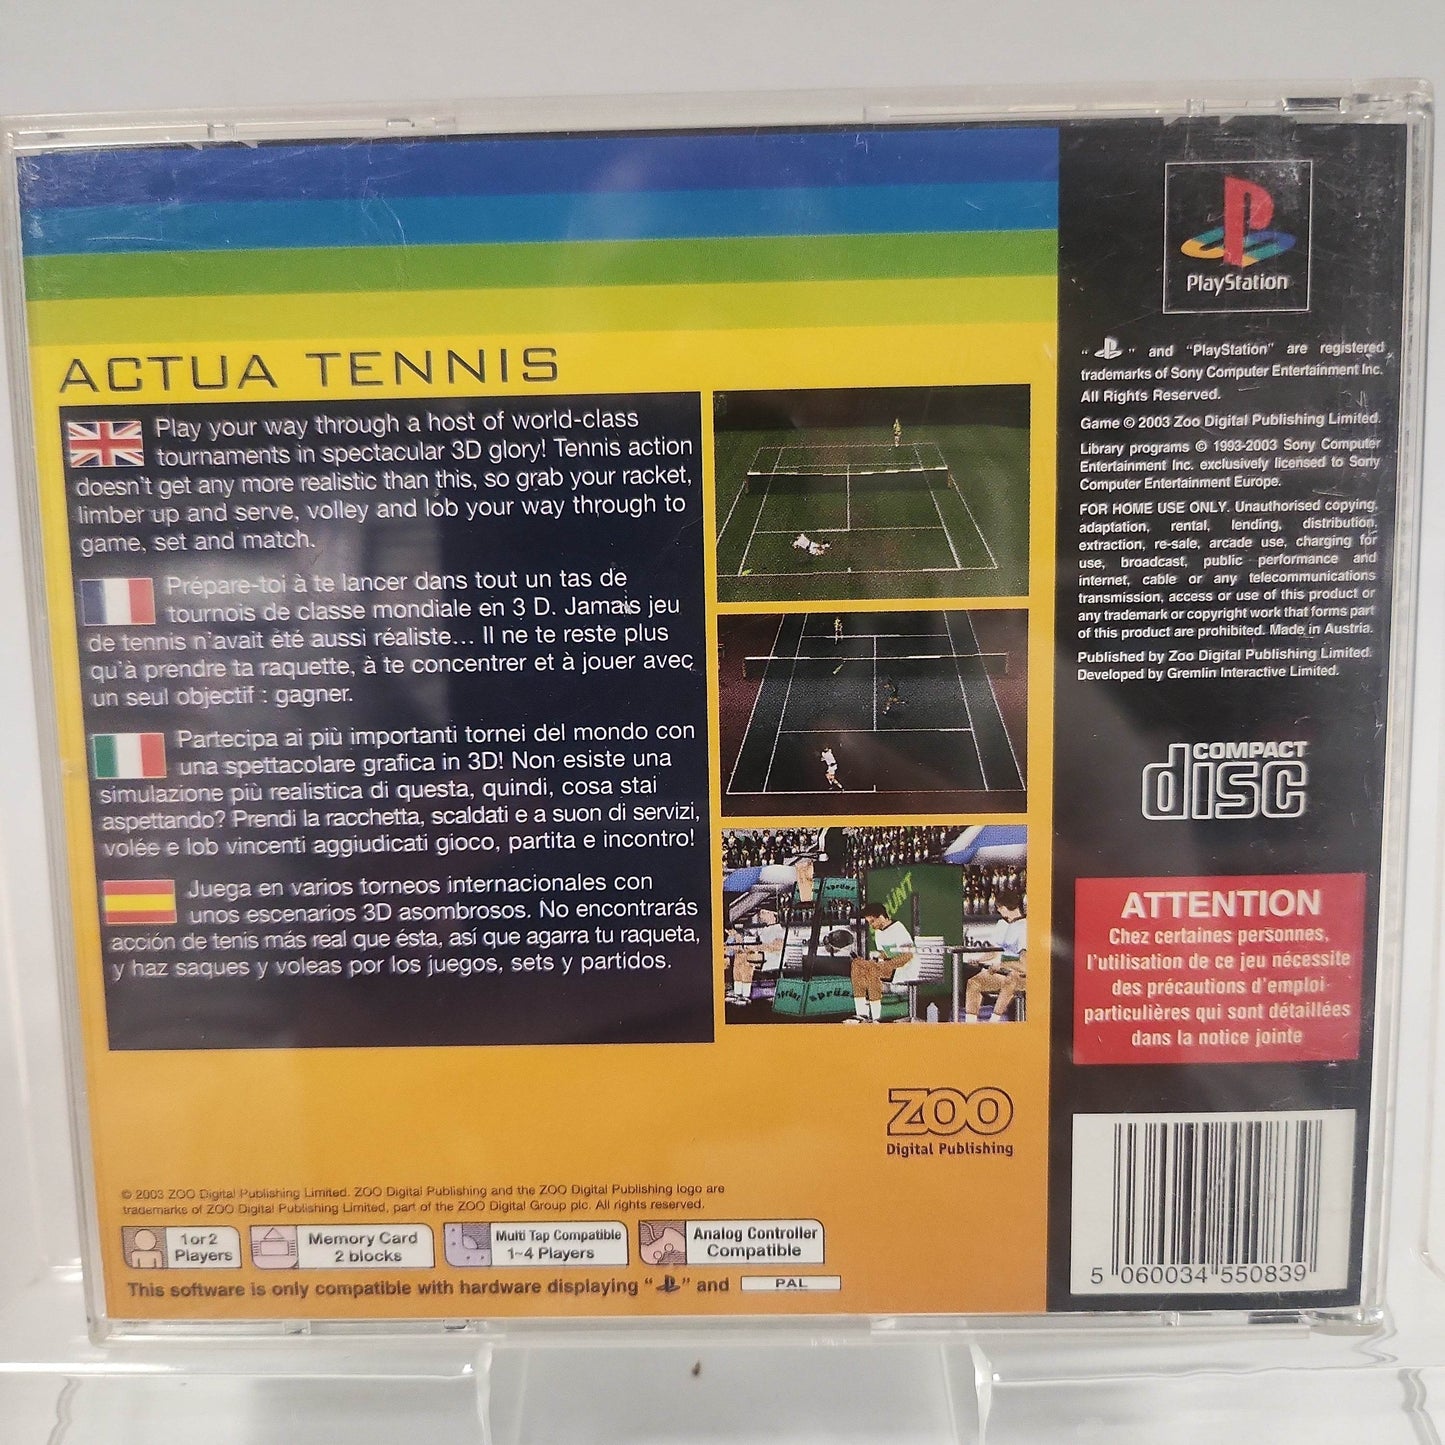 ACTUA TENNIS
Play your way through a host of world-class
tournaments in spectacular 3D glory! Tennis action
doesn't get any more realistic than this, so grab your racket,
limber up and serve, volley and lob your way through to
game, set and match.
Prépare-toi à te lancer dans tout un tas de
tournois de classe mondiale en 3 D. Jamais jeu
de tennis n'avait été aussi réaliste... Il ne te reste plus
qu'à prendre ta raquette, à te concentrer et à jouer avec
un seul objectif : gagner.
Partecipa ai più importanti tornei del mondo con
una spettacolare grafica in 3D! Non esiste una
simulazione più realistica di questa, quindi, cosa stai
aspettando? Prendi la racchetta, scaldati e a suon di servizi,
volée e lob vincenti aggiudicati gioco, partita e incontro!
Juega en varios torneos internacionales con
unos escenarios 3D asombrosos. No encontrarás
acción de tenis más real que ésta, así que agarra tu raqueta,
y haz saques y voleas por los juegos, sets y partidos.
sprünt
sprünt
sprünt
ZOO
Digital Publishing
© 2003 ZOO Digital Publishing Limited. ZOO Digital Publishing and the ZOO Digital Publishing logo are
trademarks of ZOO Digital Publishing Limited, part of the ZOO Digital Group plc. All rights reserved.
1 or 2
Players
Memory Card
2 blocks
Multi Tap Compatible
1~4 Players
Analog Controller
Compatible
This software is only compatible with hardware displaying " " and PAL
PlayStation
" " and "PlayStation" are registered
trademarks of Sony Computer Entertainment Inc.
All Rights Reserved.
Game © 2003 Zoo Digital Publishing Limited.
Library programs © 1993-2003 Sony Computer
Entertainment Inc. exclusively licensed to Sony
Computer Entertainment Europe.
FOR HOME USE ONLY. Unauthorised copying,
adaptation, rental, lending, distribution,
extraction, re-sale, arcade use, charging for
use, broadcast, public performance and
internet, cable or any telecommunications
transmission, access or use of this product or
any trademark or copyright work that forms part
of this product are prohibited. Made in Austria.
Published by Zoo Digital Publishing Limited.
Developed by Gremlin Interactive Limited.
COMPACT
disc
ATTENTION
Chez certaines personnes,
l'utilisation de ce jeu nécessite
des précautions d'emploi-
particulières qui sont détaillées
dans la notice jointe
5 060034 550839